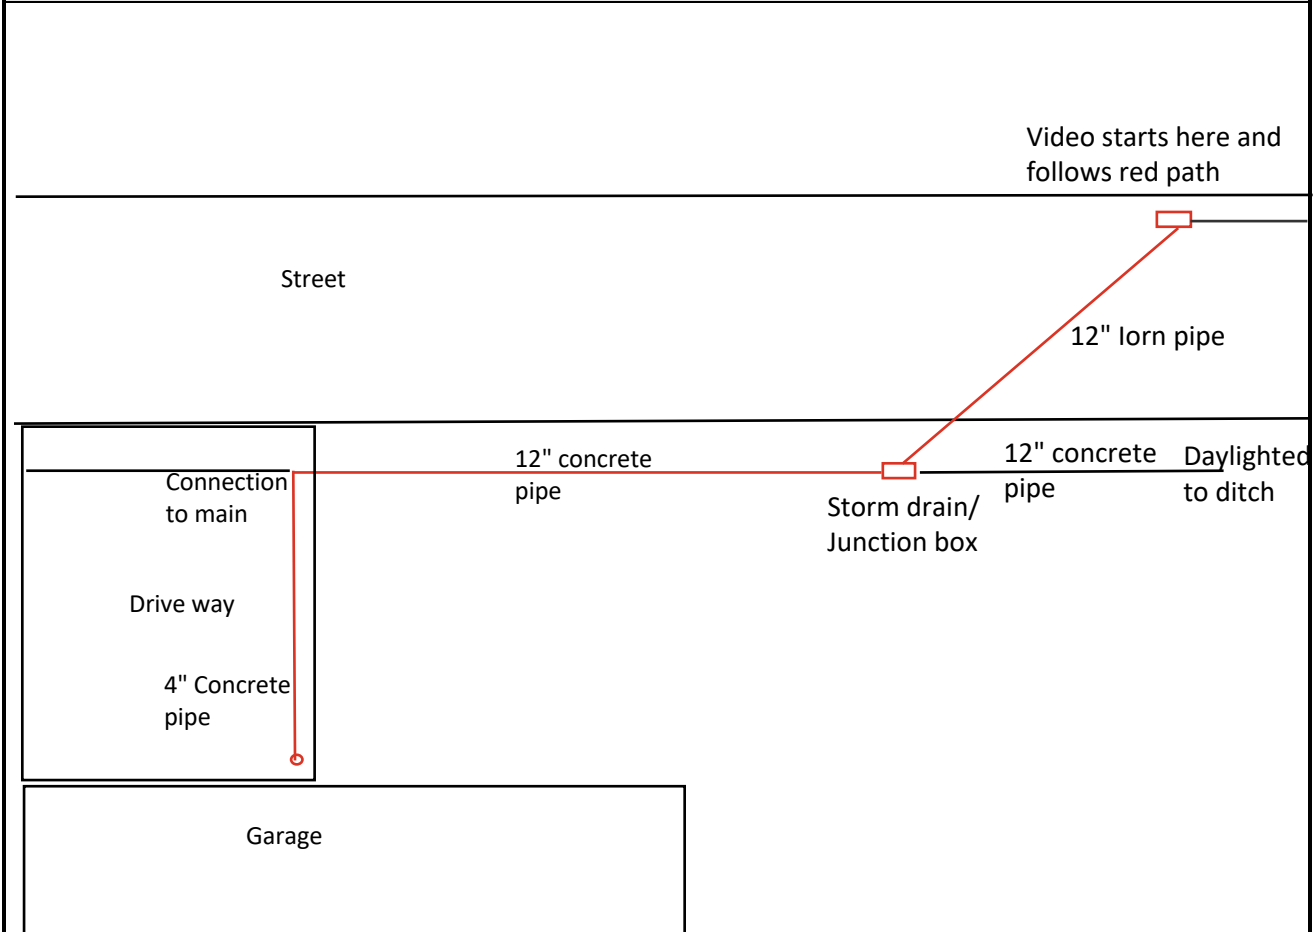 Video starts here and
follows red path
Street
12" Iorn pipe
12" concrete
pipe
12" concrete
pipe
Daylighted
to ditch
Connection
to main
Storm drain/
Junction box
Drive way
4" Concrete
pipe
Garage